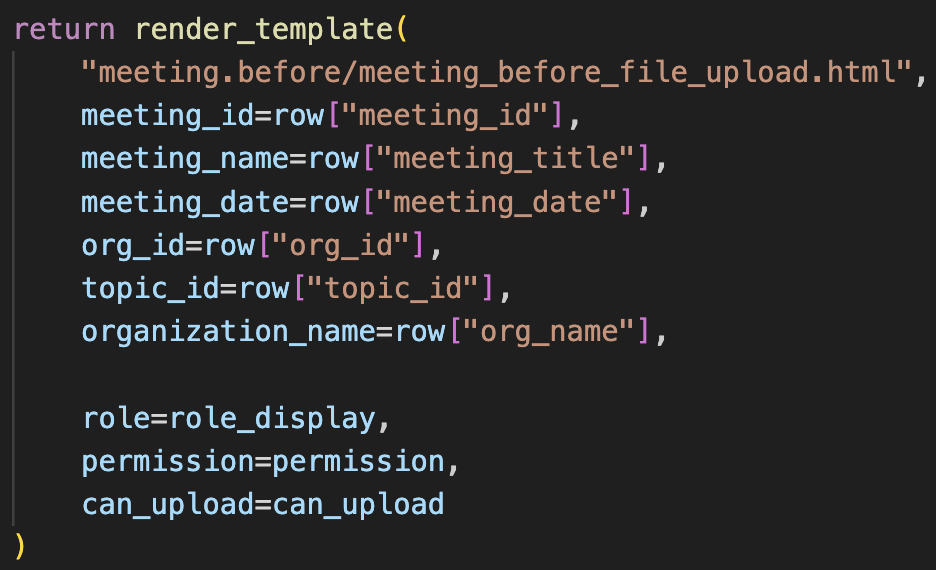 return render_template(
    "meeting.before/meeting_before_file_upload.html",
    meeting_id=row["meeting_id"],
    meeting_name=row["meeting_title"],
    meeting_date=row["meeting_date"],
    org_id=row["org_id"],
    topic_id=row["topic_id"],
    organization_name=row["org_name"],

    role=role_display,
    permission=permission,
    can_upload=can_upload
)